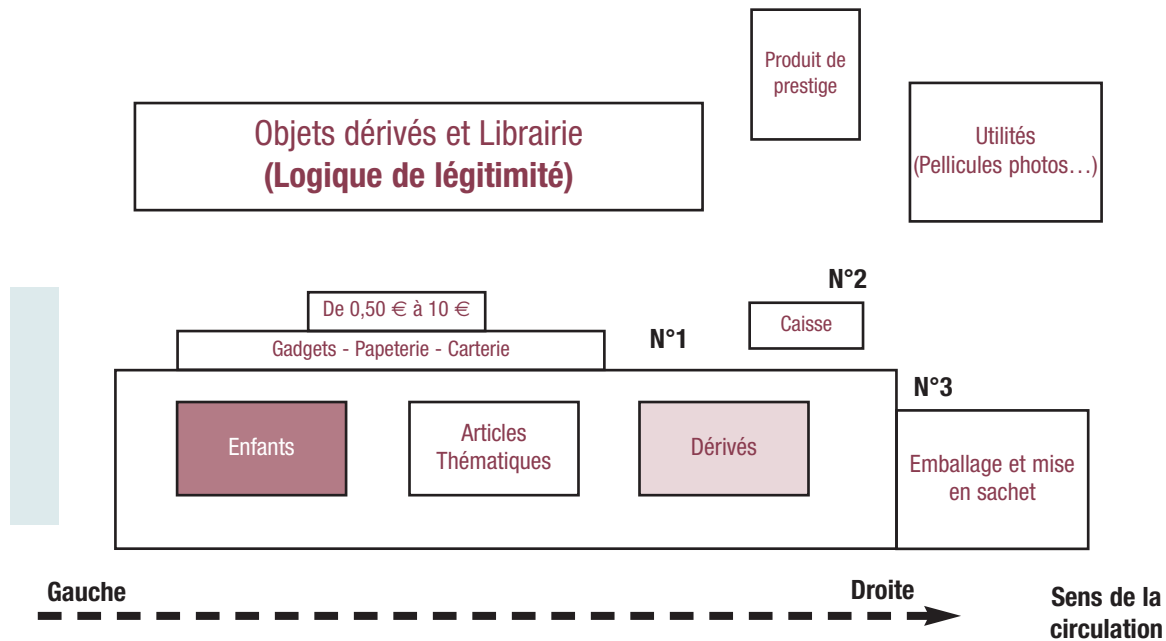 Produit de
prestige
Objets dérivés et Librairie
(Logique de légitimité)
Utilités
(Pellicules photos…)
N°2
De 0,50 € à 10 €
Caisse
Gadgets - Papeterie - Carterie
N°1
N°3
Enfants
Articles
Thématiques
Dérivés
Emballage et mise
en sachet
Gauche
Droite
Sens de la
circulation